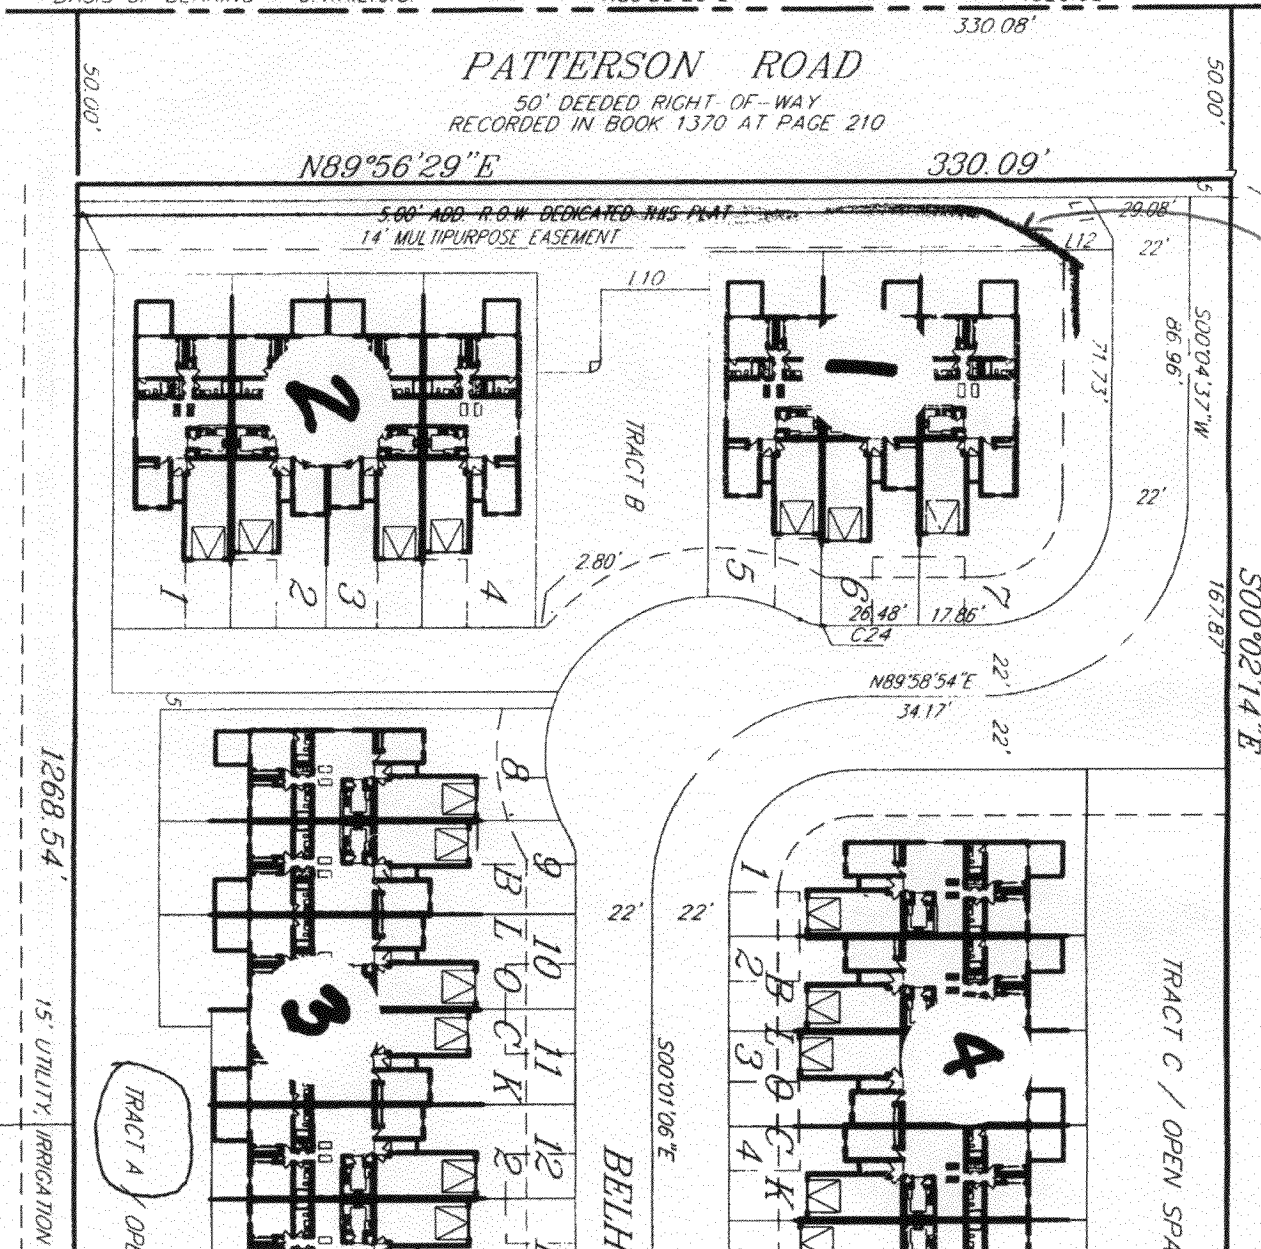 330.08'
PATTERSON ROAD
50.00'
50.00'
50' DEEDED RIGHT-OF-WAY
RECORDED IN BOOK 1370 AT PAGE 210
N89°56'29"E
330.09'
5
5.00' ADD. R.O.W. DEDICATED THIS PLAT
14' MULTIPURPOSE EASEMENT
L1
29.08'
L12
22'
L10
2
1
71.73'
86.96'
S00°04'37"W
TRACT B
22'
1
2
3
4
2.80'
5
6
7
26.48'
17.86'
C24
167.87'
S00°02'14"E
N89°58'54"E
34.17'
22'
22'
5
1268.54'
8
9
10
11
12
BLOCK 2
3
22'
22'
1
2
3
4
BLOCK
4
S00°01'06"E
BELH
TRACT A
TRACT C / OPEN SPA
15' UTILITY, IRRIGATION